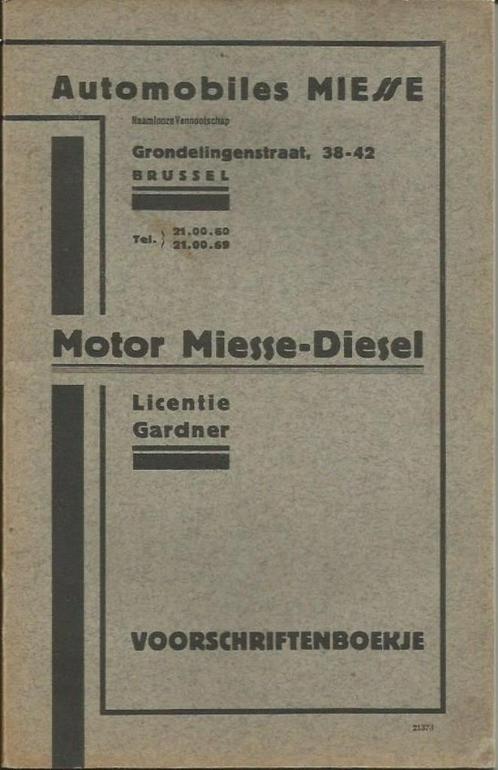 Automobiles MIESSE
Naamlooze Vennootschap
Grondelingenstraat, 38-42
BRUSSEL
Tel. } 21.00.60
21.00.69
Motor Miesse-Diesel
Licentie
Gardner
VOORSCHRIFTENBOEKJE